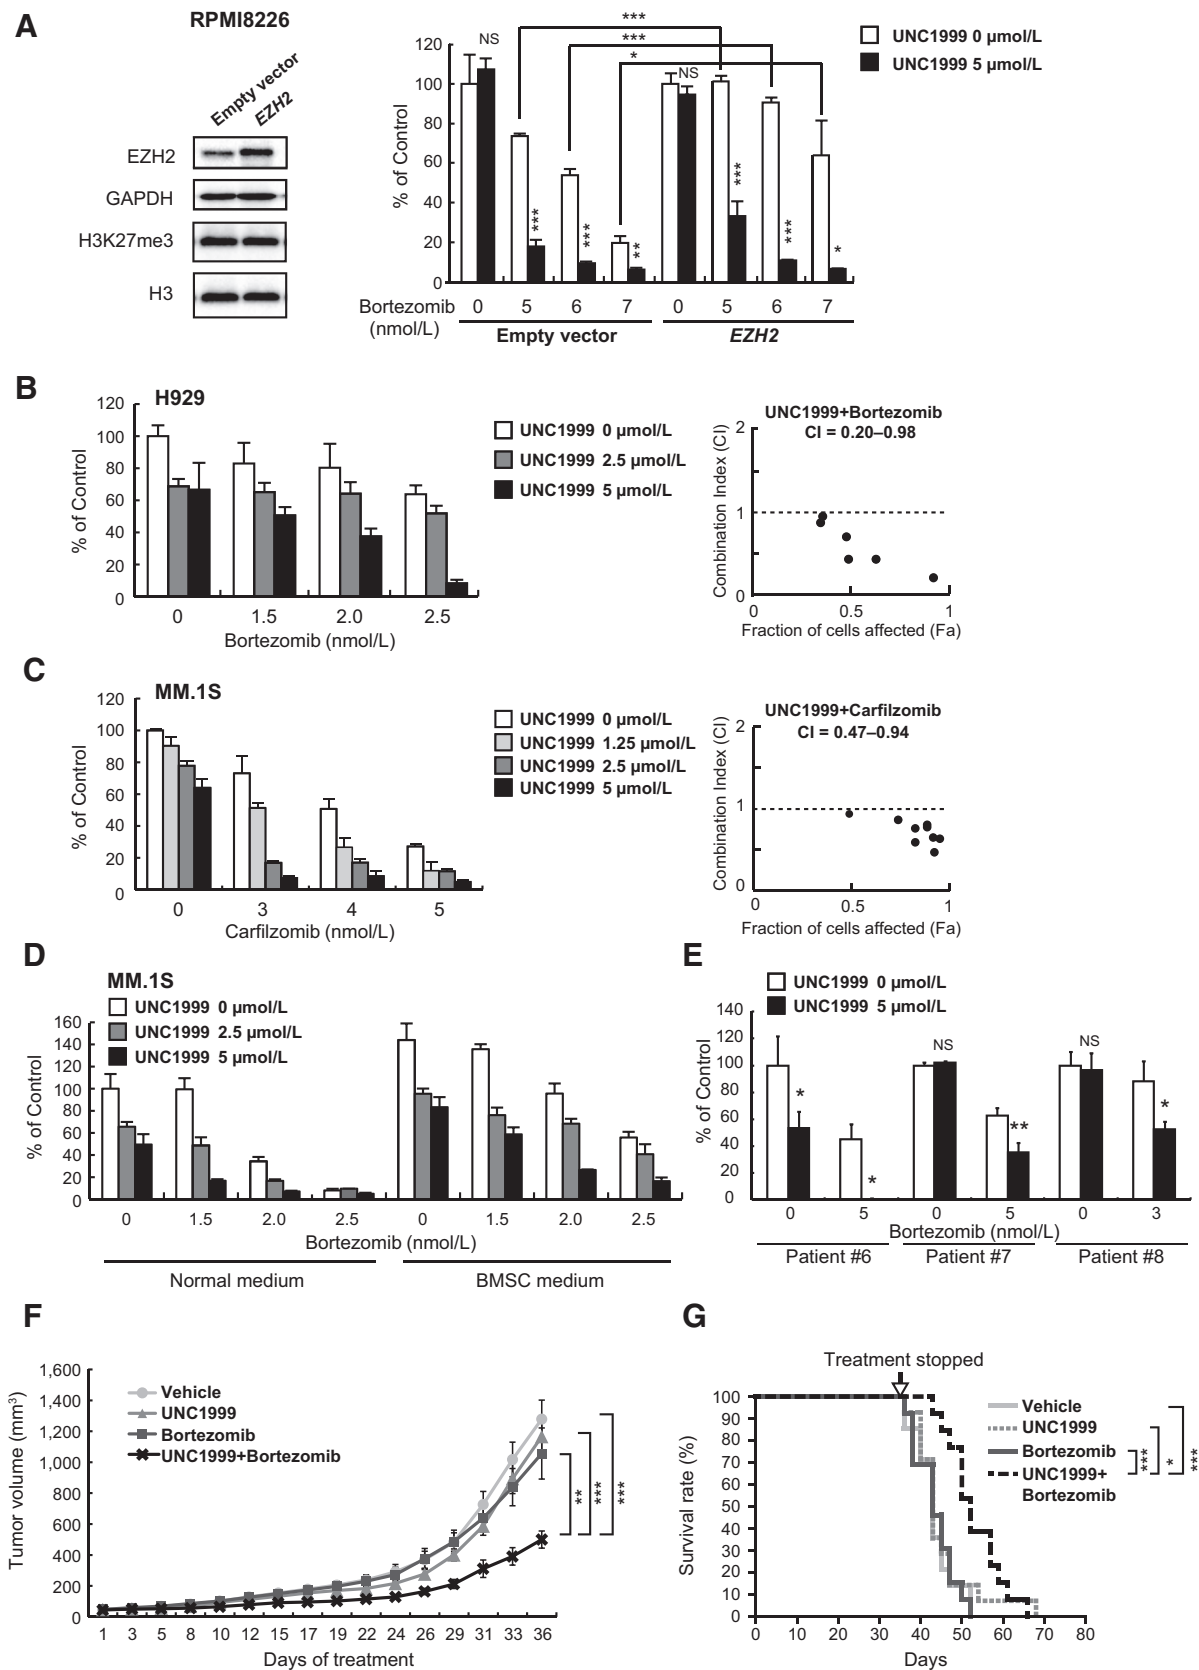 A
RPMI8226
Empty vector
EZH2
EZH2
GAPDH
H3K27me3
H3
% of Control
120
100
80
60
40
20
0
NS
***
***
***
**
***
***
*
NS
***
***
*
UNC1999 0 µmol/L
UNC1999 5 µmol/L
Bortezomib
(nmol/L)
0 5 6 7 0 5 6 7
Empty vector EZH2
B
H929
% of Control
120
100
80
60
40
20
0
0 1.5 2.0 2.5
Bortezomib (nmol/L)
UNC1999 0 µmol/L
UNC1999 2.5 µmol/L
UNC1999 5 µmol/L
UNC1999+Bortezomib
CI = 0.20–0.98
Combination Index (CI)
2
1
0
0 0.5 1
Fraction of cells affected (Fa)
C
MM.1S
% of Control
120
100
80
60
40
20
0
0 3 4 5
Carfilzomib (nmol/L)
UNC1999 0 µmol/L
UNC1999 1.25 µmol/L
UNC1999 2.5 µmol/L
UNC1999 5 µmol/L
UNC1999+Carfilzomib
CI = 0.47–0.94
Combination Index (CI)
2
1
0
0 0.5 1
Fraction of cells affected (Fa)
D
MM.1S
UNC1999 0 µmol/L
UNC1999 2.5 µmol/L
UNC1999 5 µmol/L
% of Control
160
140
120
100
80
60
40
20
0
0 1.5 2.0 2.5 0 1.5 2.0 2.5
Bortezomib (nmol/L)
Normal medium BMSC medium
E
UNC1999 0 µmol/L
UNC1999 5 µmol/L
% of Control
140
120
100
80
60
40
20
0
*
*
NS
**
NS
*
0 5 0 5 0 3
Bortezomib (nmol/L)
Patient #6 Patient #7 Patient #8
F
Tumor volume (mm³)
1,600
1,400
1,200
1,000
800
600
400
200
0
Vehicle
UNC1999
Bortezomib
UNC1999+Bortezomib
**
***
***
1 3 5 8 10 12 15 17 19 22 24 26 29 31 33 36
Days of treatment
G
Treatment stopped
Survival rate (%)
100
90
80
70
60
50
40
30
20
10
0
Vehicle
UNC1999
Bortezomib
UNC1999+
Bortezomib
***
*
***
0 10 20 30 40 50 60 70 80
Days